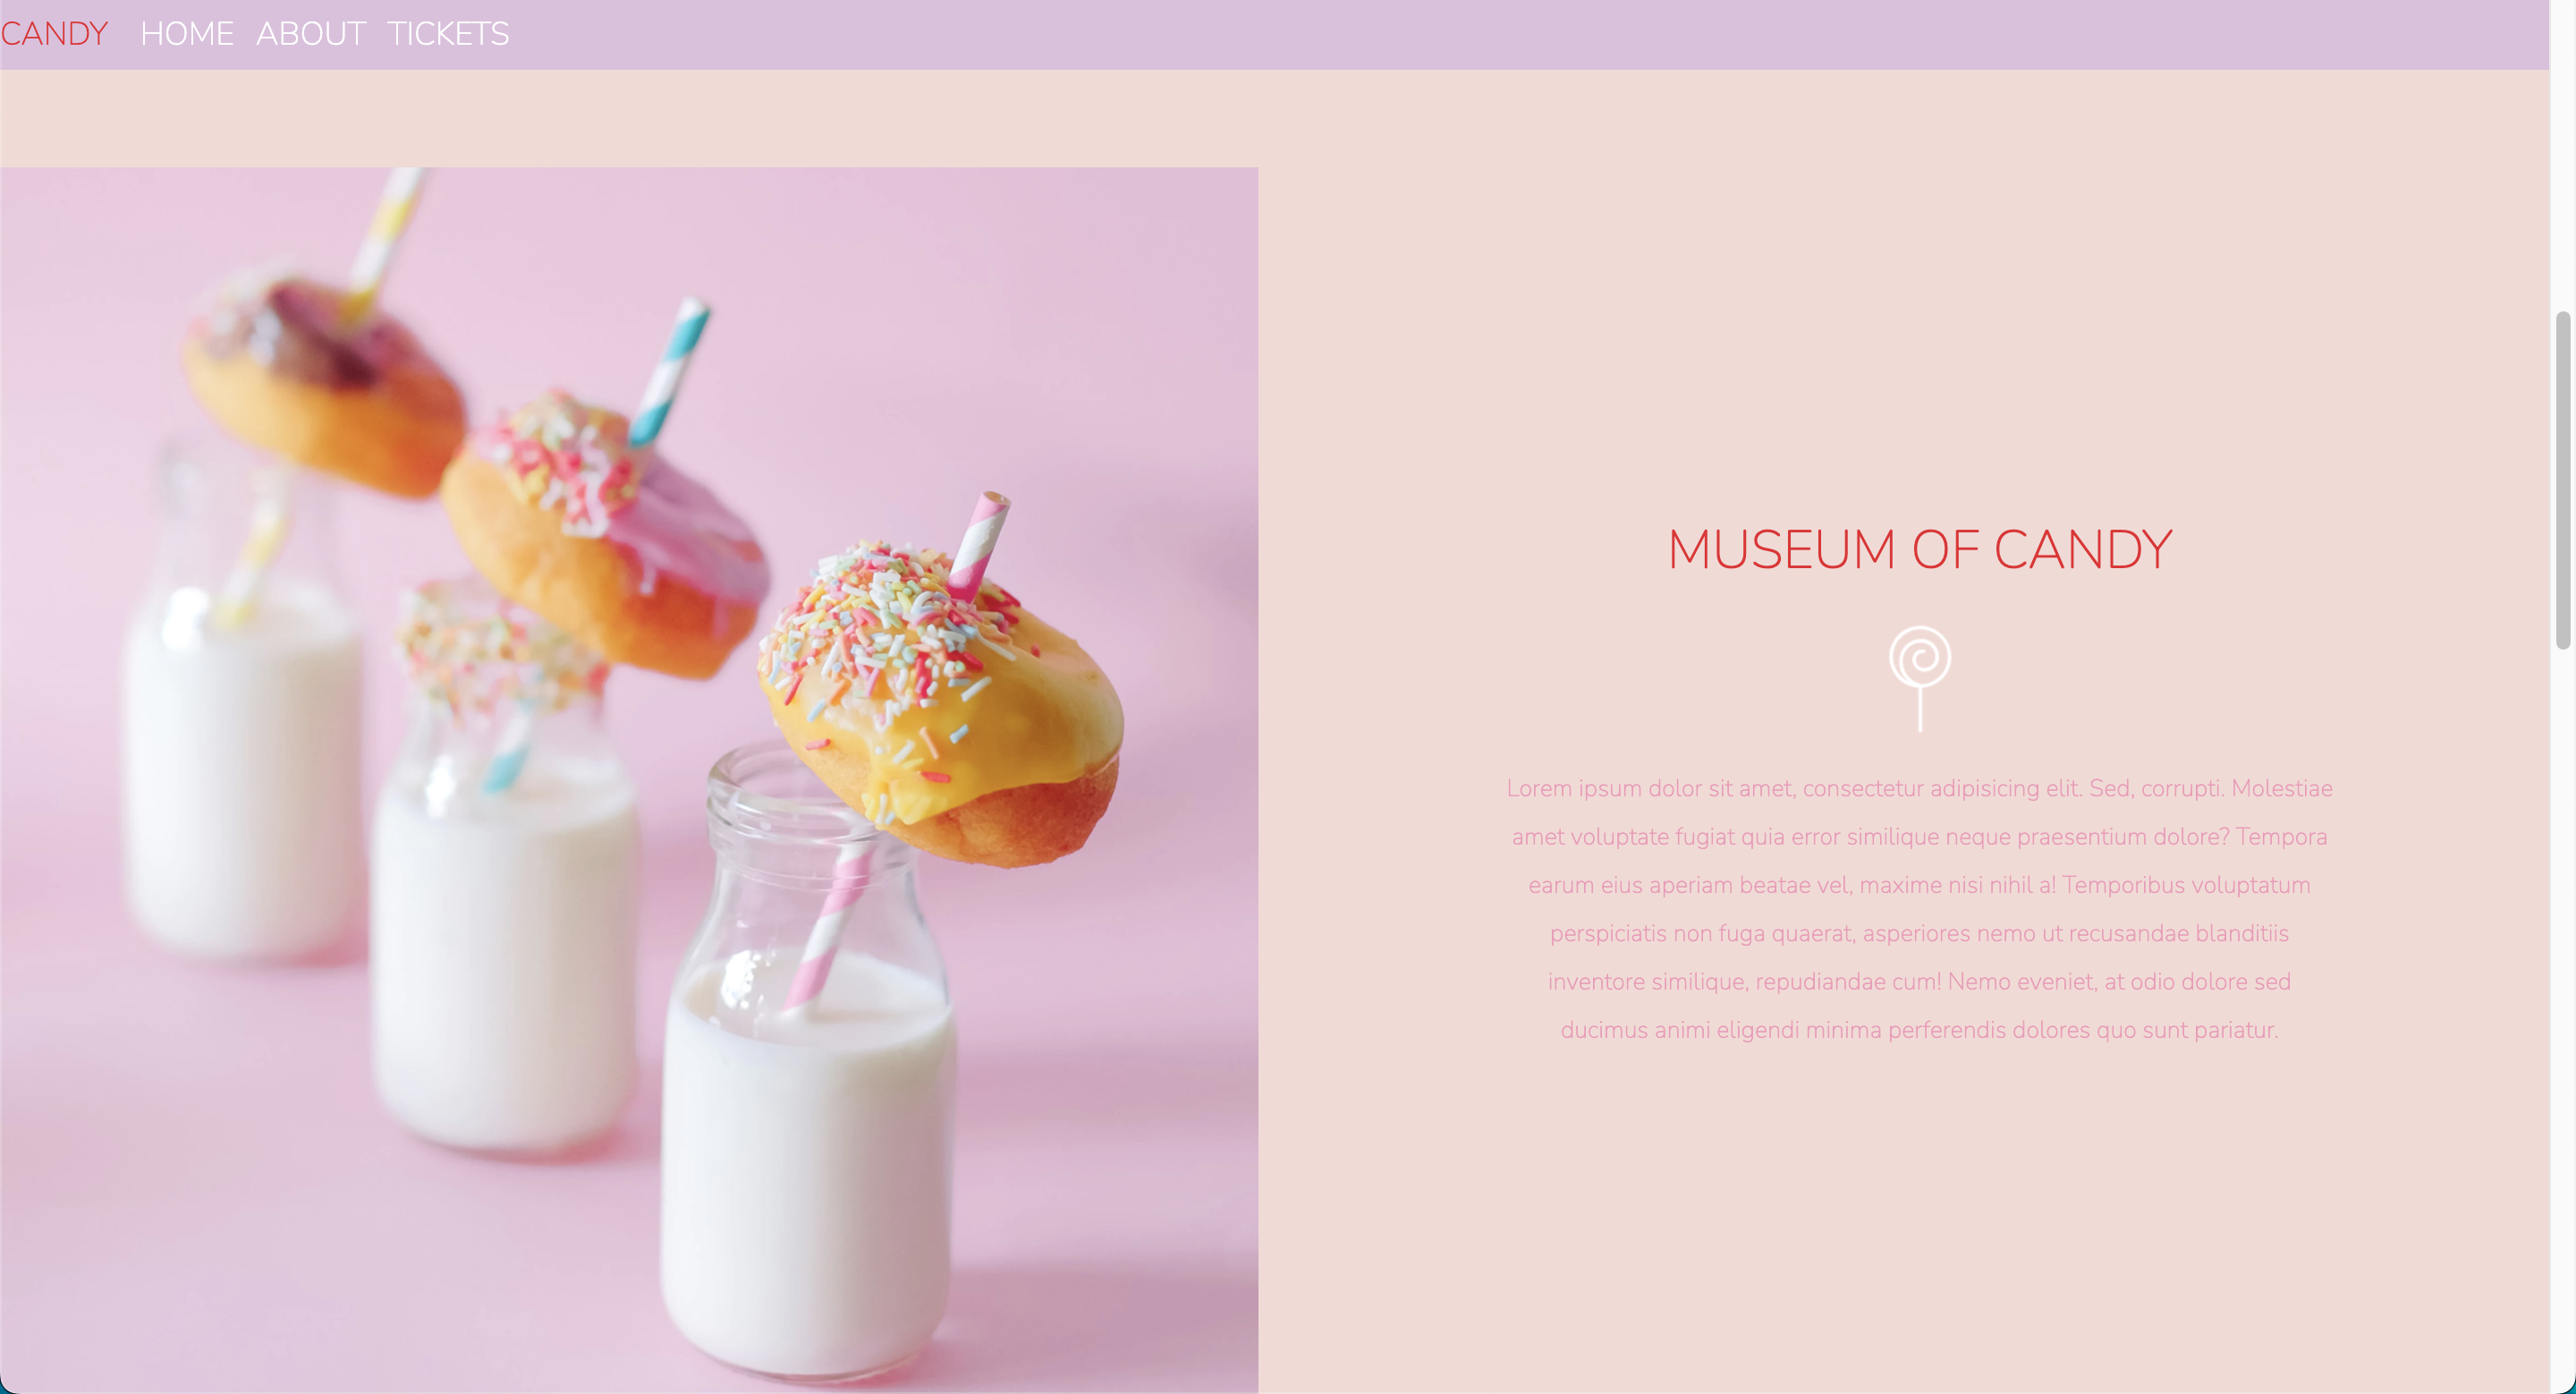 CANDY HOME ABOUT TICKETS
MUSEUM OF CANDY
Lorem ipsum dolor sit amet, consectetur adipisicing elit. Sed, corrupti. Molestiae
amet voluptate fugiat quia error similique neque praesentium dolore? Tempora
earum eius aperiam beatae vel, maxime nisi nihil a! Temporibus voluptatum
perspiciatis non fuga quaerat, asperiores nemo ut recusandae blanditiis
inventore similique, repudiandae cum! Nemo eveniet, at odio dolore sed
ducimus animi eligendi minima perferendis dolores quo sunt pariatur.